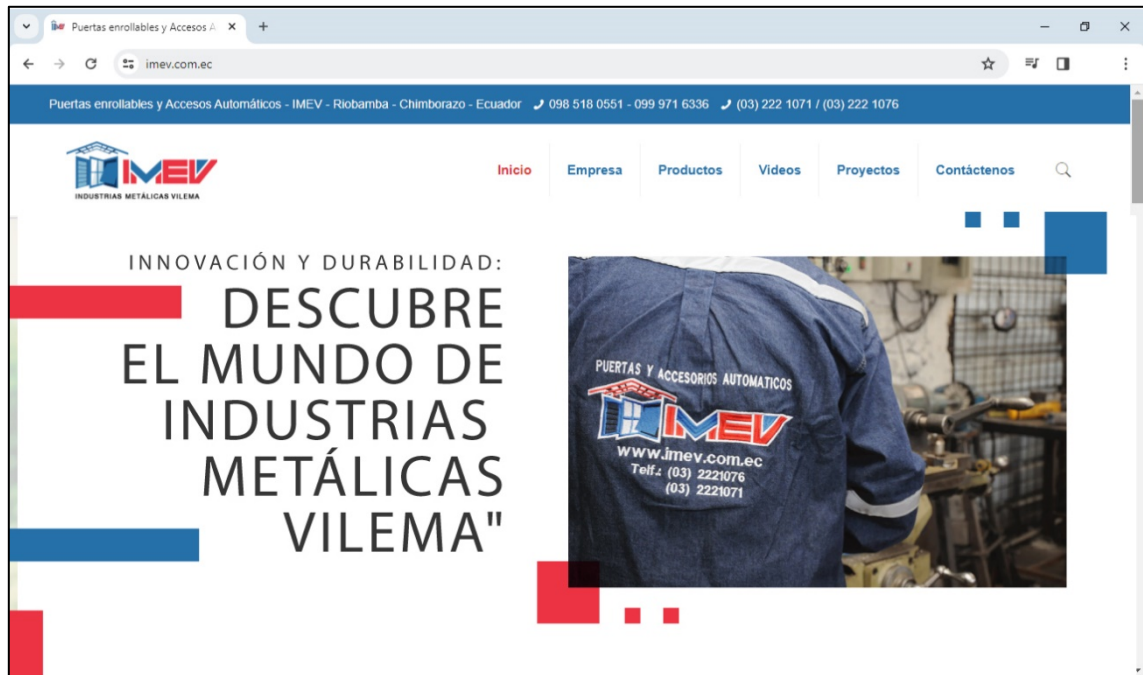 Puertas enrollables y Accesos A
imev.com.ec
Puertas enrollables y Accesos Automáticos - IMEV - Riobamba - Chimborazo - Ecuador 098 518 0551 - 099 971 6336 (03) 222 1071 / (03) 222 1076
IMEV
INDUSTRIAS METÁLICAS VILEMA
Inicio Empresa Productos Videos Proyectos Contáctenos
INNOVACIÓN Y DURABILIDAD:
DESCUBRE
EL MUNDO DE
INDUSTRIAS
METÁLICAS
VILEMA"
PUERTAS Y ACCESORIOS AUTOMATICOS
IMEV
www.imev.com.ec
Telf.: (03) 2221076
(03) 2221071